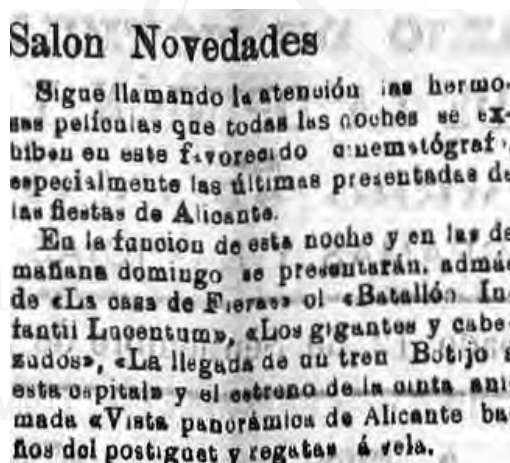 Salon Novedades
Sigue llamando la atención las hermo-
sas películas que todas las noches se ex-
hiben en este favorecido cinematógrafo,
especialmente las últimas presentadas de
las fiestas de Alicante.
En la funcion de esta noche y en las de
mañana domingo se presentarán, admás
de «La casa de Fieras» el «Batallón In-
fantil Lucentum», «Los gigantes y cabe-
zudos», «La llegada de un tren Botijo á
esta capital» y el estreno de la cinta ani-
mada «Vista panorámica de Alicante ba-
ños del postiguet y regatas á vela.